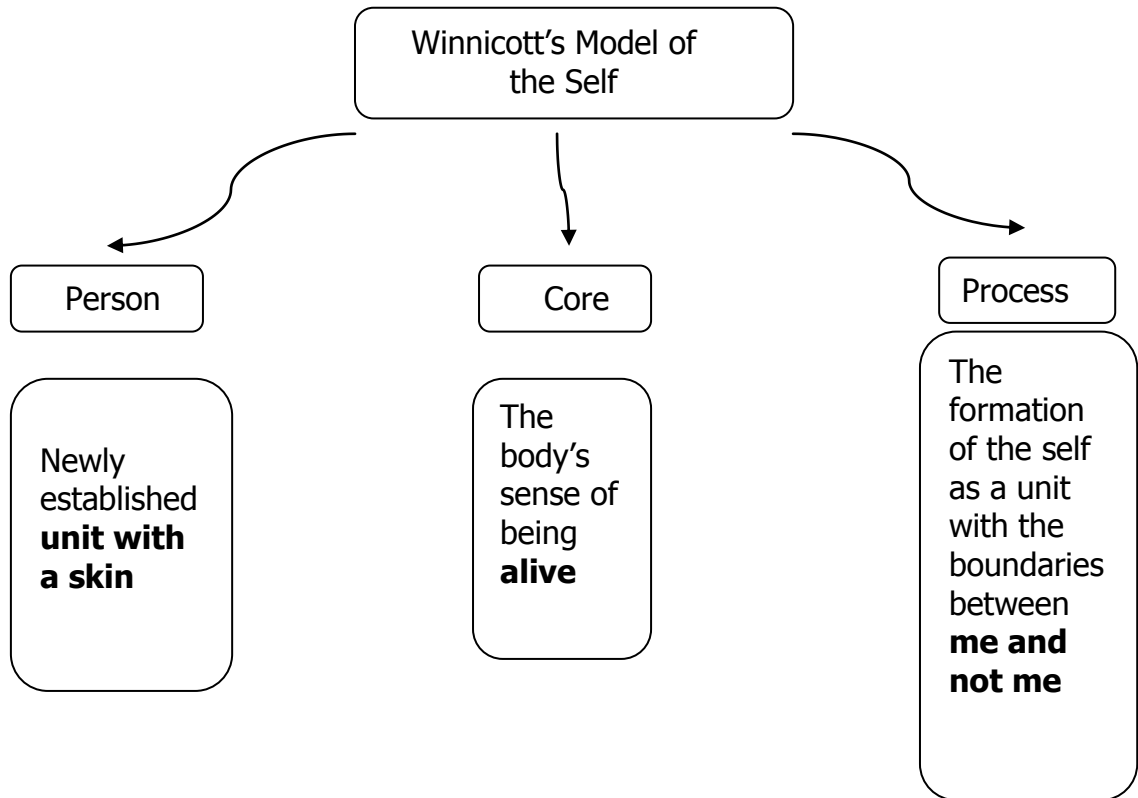 Winnicott’s Model of
the Self
Person
Core
Process
Newly
established
unit with
a skin
The
body’s
sense of
being
alive
The
formation
of the self
as a unit
with the
boundaries
between
me and
not me